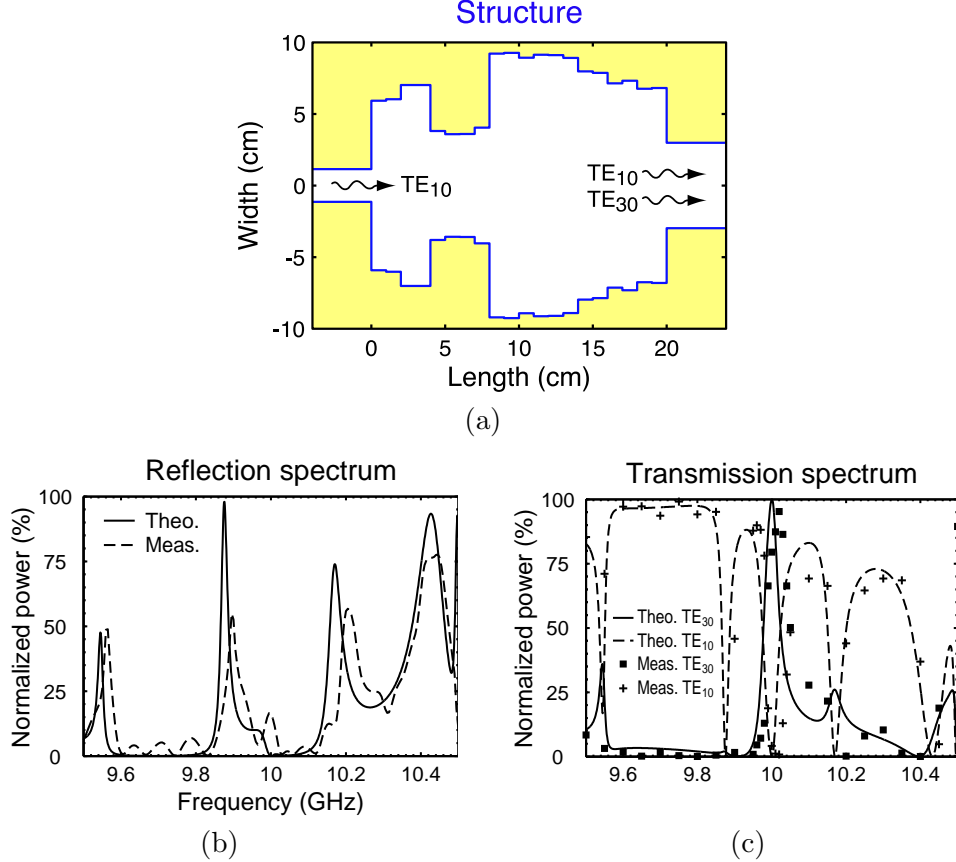 Structure
10
5
0
-5
-10
Width (cm)
TE10
TE10
TE30
0
5
10
15
20
Length (cm)
(a)
Reflection spectrum
100
75
50
25
0
Normalized power (%)
Theo.
Meas.
9.6
9.8
10
10.2
10.4
Frequency (GHz)
(b)
Transmission spectrum
100
75
50
25
0
Normalized power (%)
Theo. TE30
Theo. TE10
Meas. TE30
Meas. TE10
9.6
9.8
10
10.2
10.4
(c)